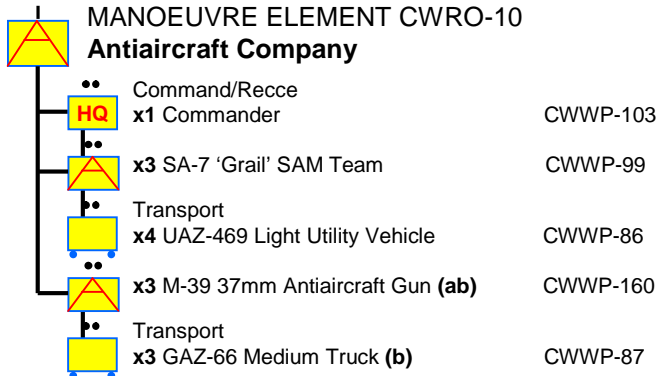 MANOEUVRE ELEMENT CWRO-10
Antiaircraft Company
Command/Recce
HQ x1 Commander CWWP-103
x3 SA-7 ‘Grail’ SAM Team CWWP-99
Transport
x4 UAZ-469 Light Utility Vehicle CWWP-86
x3 M-39 37mm Antiaircraft Gun (ab) CWWP-160
Transport
x3 GAZ-66 Medium Truck (b) CWWP-87